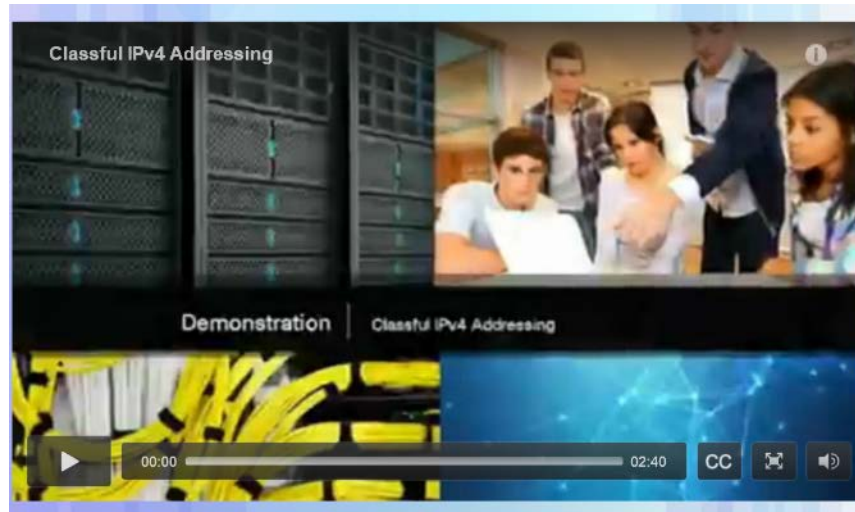 Classful IPv4 Addressing
Demonstration | Classful IPv4 Addressing
00:00 02:40 CC